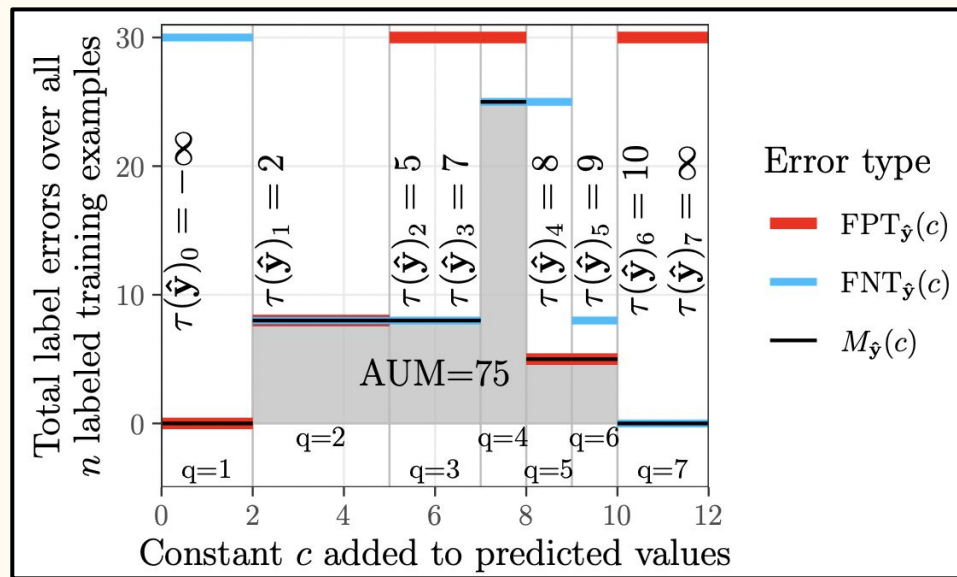 Total label errors over all
n labeled training examples
30
20
10
0
τ(ŷ)₀ = −∞
τ(ŷ)₁ = 2
τ(ŷ)₂ = 5
τ(ŷ)₃ = 7
τ(ŷ)₄ = 8
τ(ŷ)₅ = 9
τ(ŷ)₆ = 10
τ(ŷ)₇ = ∞
AUM=75
q=1
q=2
q=3
q=4
q=5
q=6
q=7
0 2 4 6 8 10 12
Constant c added to predicted values
Error type
FPT_ŷ(c)
FNT_ŷ(c)
M_ŷ(c)